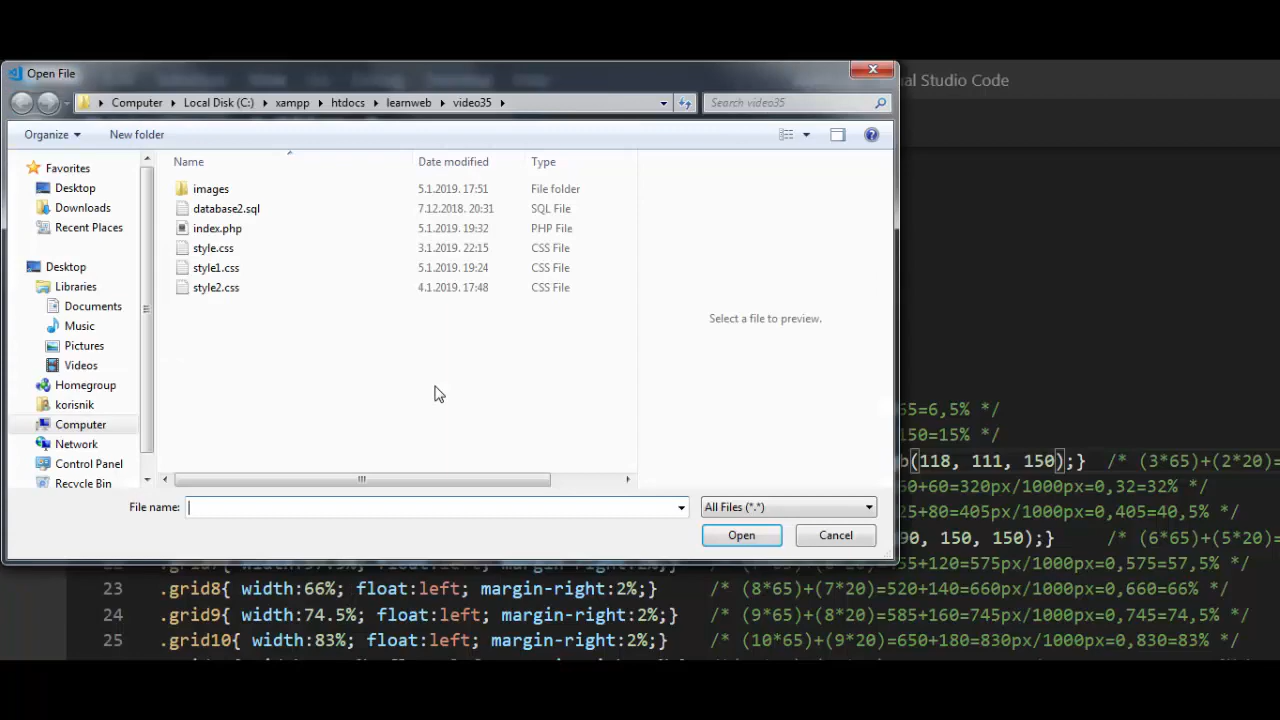 Open File
ual Studio Code
Computer Local Disk (C:) xampp htdocs learnweb video35
Search video35
Organize New folder
Name Date modified Type
Favorites
Desktop
Downloads
Recent Places
Desktop
Libraries
Documents
Music
Pictures
Videos
Homegroup
korisnik
Computer
Network
Control Panel
Recycle Bin
images 5.1.2019. 17:51 File folder
database2.sql 7.12.2018. 20:31 SQL File
index.php 5.1.2019. 19:32 PHP File
style.css 3.1.2019. 22:15 CSS File
style1.css 5.1.2019. 19:24 CSS File
style2.css 4.1.2019. 17:48 CSS File
Select a file to preview.
File name: All Files (*.*)
Open Cancel
65=6,5% */
150=15% */
b(118, 111, 150);} /* (3*65)+(2*20)=
60+60=320px/1000px=0,32=32% */
25+80=405px/1000px=0,405=40,5% */
90, 150, 150);} /* (6*65)+(5*20)=
55+120=575px/1000px=0,575=57,5% */
23 .grid8{ width:66%; float:left; margin-right:2%;} /* (8*65)+(7*20)=520+140=660px/1000px=0,660=66% */
24 .grid9{ width:74.5%; float:left; margin-right:2%;} /* (9*65)+(8*20)=585+160=745px/1000px=0,745=74,5% */
25 .grid10{ width:83%; float:left; margin-right:2%;} /* (10*65)+(9*20)=650+180=830px/1000px=0,830=83% */